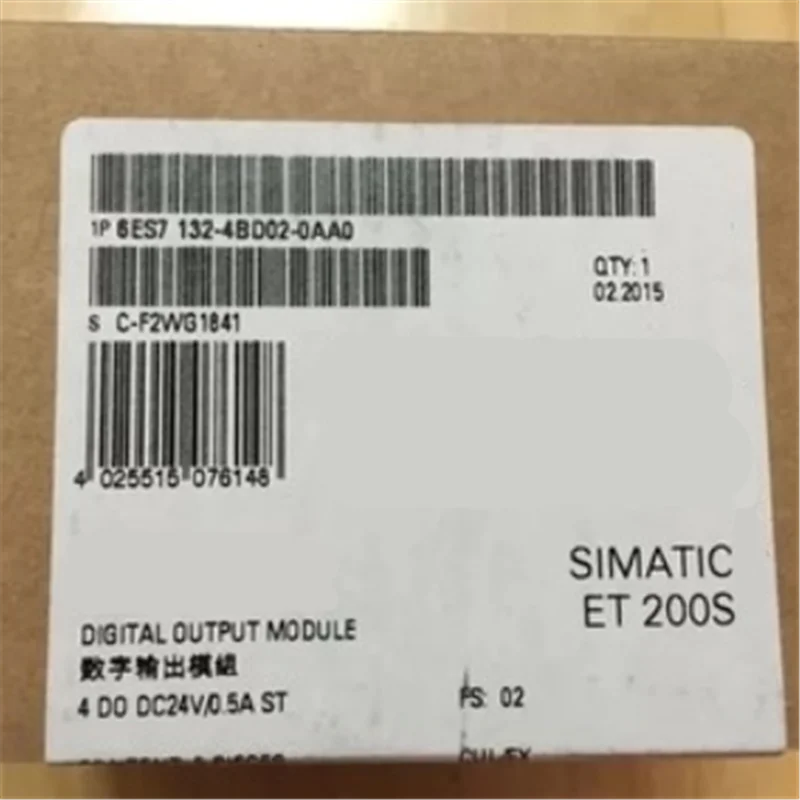 1P 6ES7 132-4BD02-0AA0
QTY: 1
02.2015
S C-F2WG1841
4 025515 076148
SIMATIC
ET 200S
DIGITAL OUTPUT MODULE
數字輸出模組
4 DO DC24V/0.5A ST
FS: 02